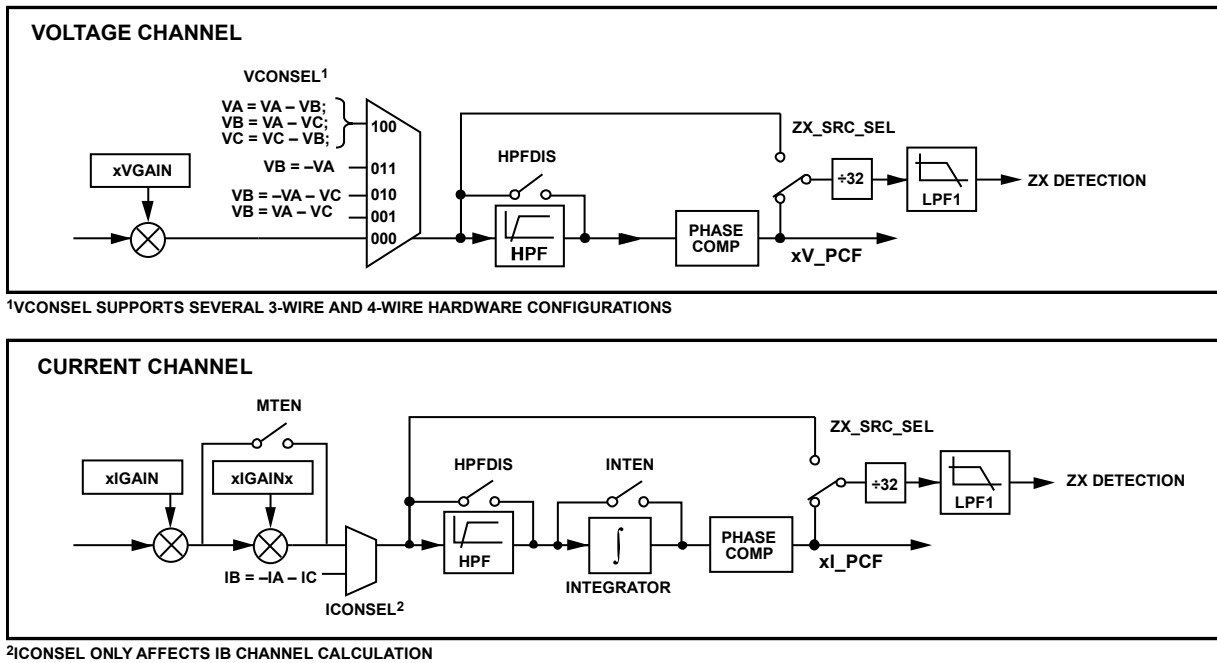 VOLTAGE CHANNEL
VCONSEL1
VA = VA – VB;
VB = VA – VC;
VC = VC – VB;
100
VB = –VA
011
VB = –VA – VC
010
VB = VA – VC
001
000
xVGAIN
HPFDIS
HPF
PHASE
COMP
ZX_SRC_SEL
xV_PCF
÷32
LPF1
ZX DETECTION
1VCONSEL SUPPORTS SEVERAL 3-WIRE AND 4-WIRE HARDWARE CONFIGURATIONS
CURRENT CHANNEL
MTEN
xIGAIN
xIGAINx
IB = –IA – IC
ICONSEL2
HPFDIS
HPF
INTEN
∫
INTEGRATOR
PHASE
COMP
ZX_SRC_SEL
xI_PCF
÷32
LPF1
ZX DETECTION
2ICONSEL ONLY AFFECTS IB CHANNEL CALCULATION